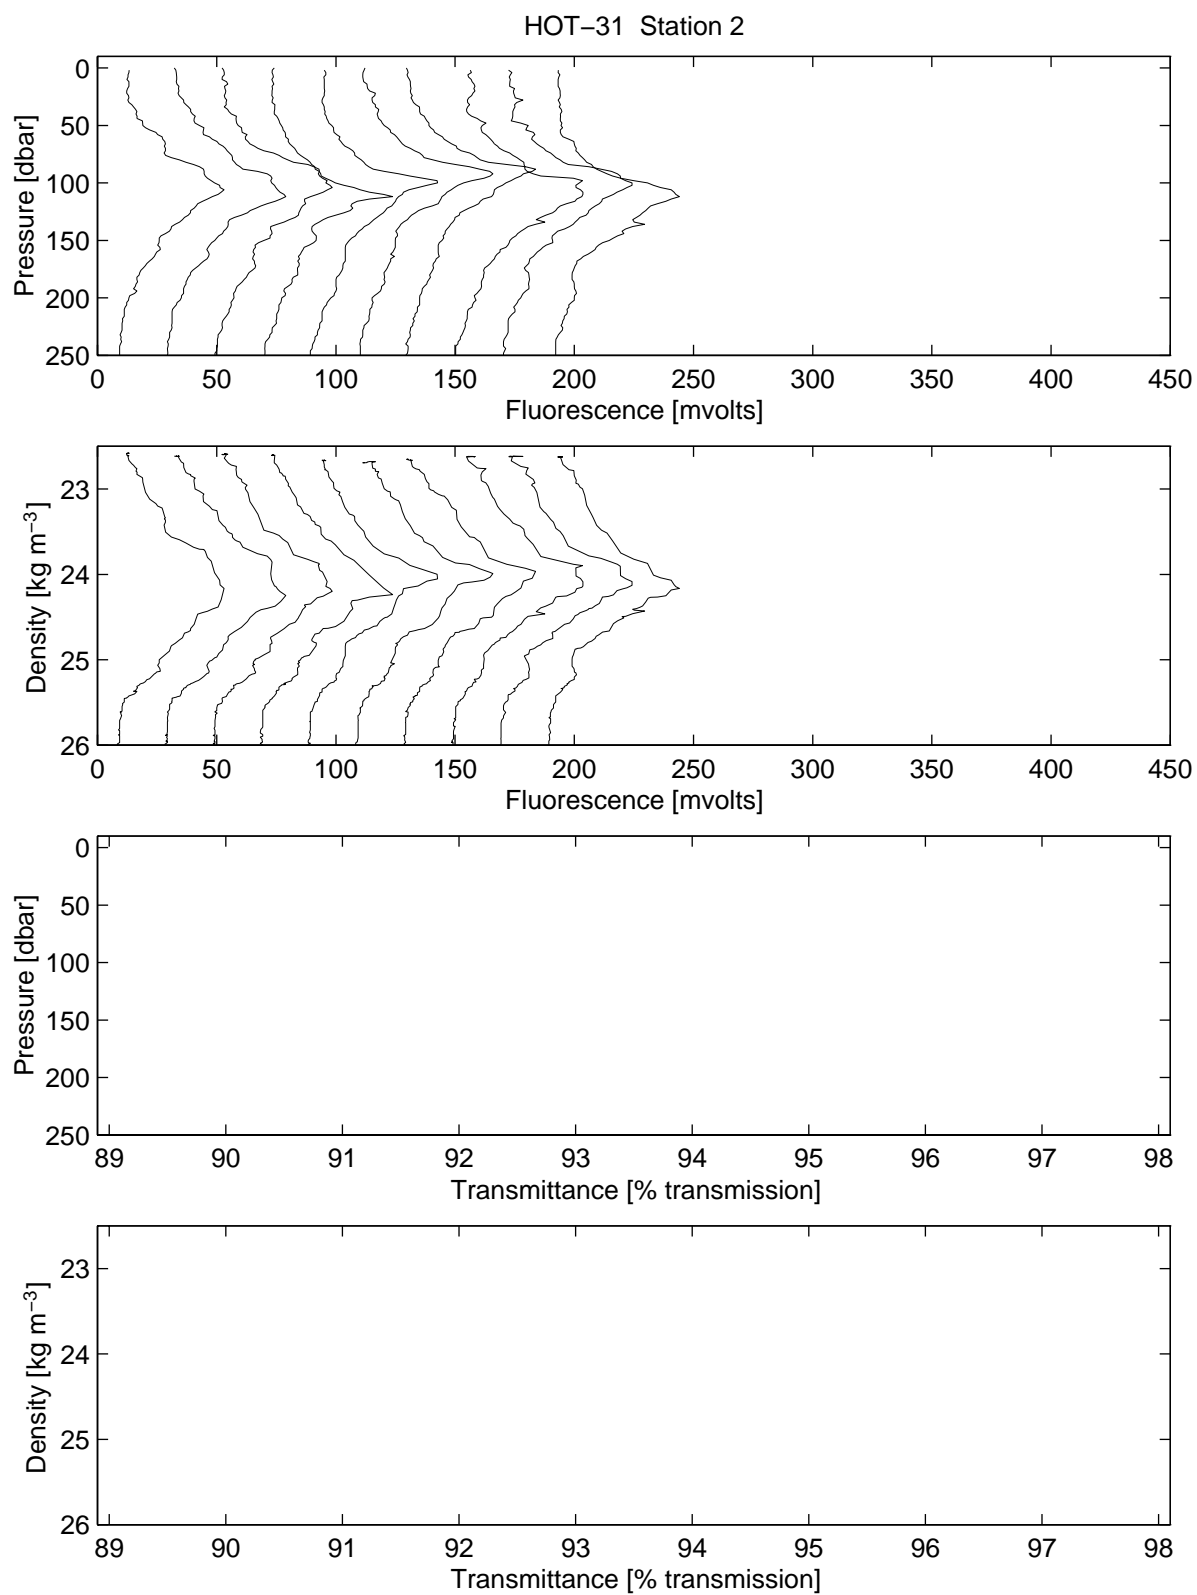 HOT−31 Station 2
0
50
100
150
200
250
Pressure [dbar]
0 50 100 150 200 250 300 350 400 450
Fluorescence [mvolts]
23
24
25
26
Density [kg m−3]
0 50 100 150 200 250 300 350 400 450
Fluorescence [mvolts]
0
50
100
150
200
250
Pressure [dbar]
89 90 91 92 93 94 95 96 97 98
Transmittance [% transmission]
23
24
25
26
Density [kg m−3]
89 90 91 92 93 94 95 96 97 98
Transmittance [% transmission]